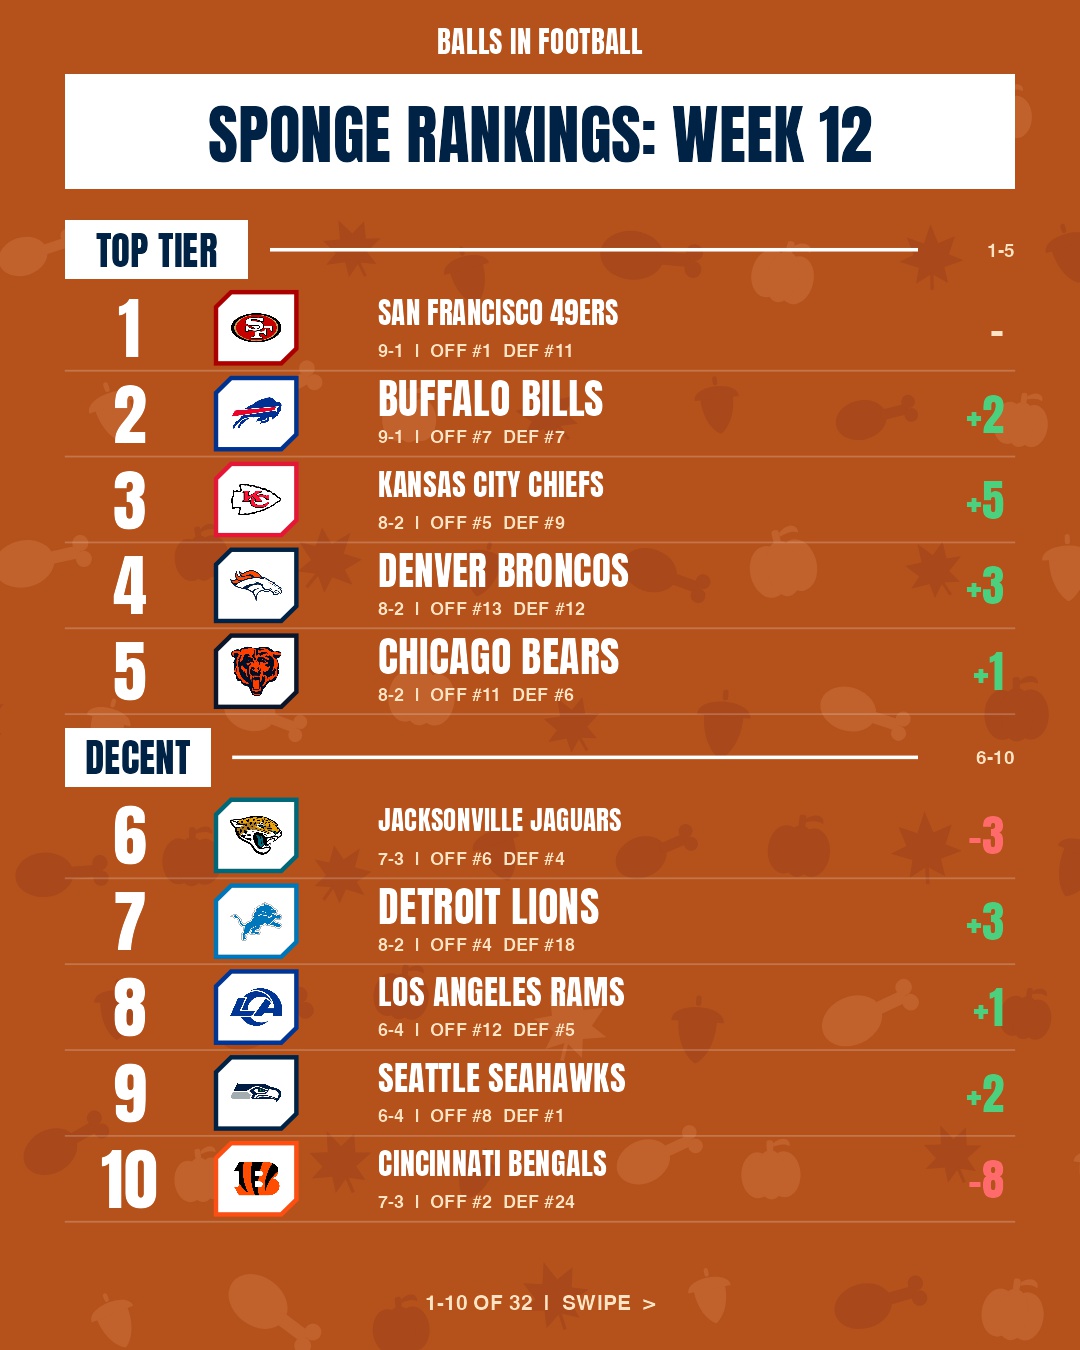 BALLS IN FOOTBALL
SPONGE RANKINGS: WEEK 12
TOP TIER 1-5
1 SF SAN FRANCISCO 49ERS -
9-1 | OFF #1 DEF #11
2 BUFFALO BILLS +2
9-1 | OFF #7 DEF #7
3 KC KANSAS CITY CHIEFS +5
8-2 | OFF #5 DEF #9
4 DENVER BRONCOS +3
8-2 | OFF #13 DEF #12
5 CHICAGO BEARS +1
8-2 | OFF #11 DEF #6
DECENT 6-10
6 JACKSONVILLE JAGUARS -3
7-3 | OFF #6 DEF #4
7 DETROIT LIONS +3
8-2 | OFF #4 DEF #18
8 LA LOS ANGELES RAMS +1
6-4 | OFF #12 DEF #5
9 SEATTLE SEAHAWKS +2
6-4 | OFF #8 DEF #1
10 B CINCINNATI BENGALS -8
7-3 | OFF #2 DEF #24
1-10 OF 32 | SWIPE >